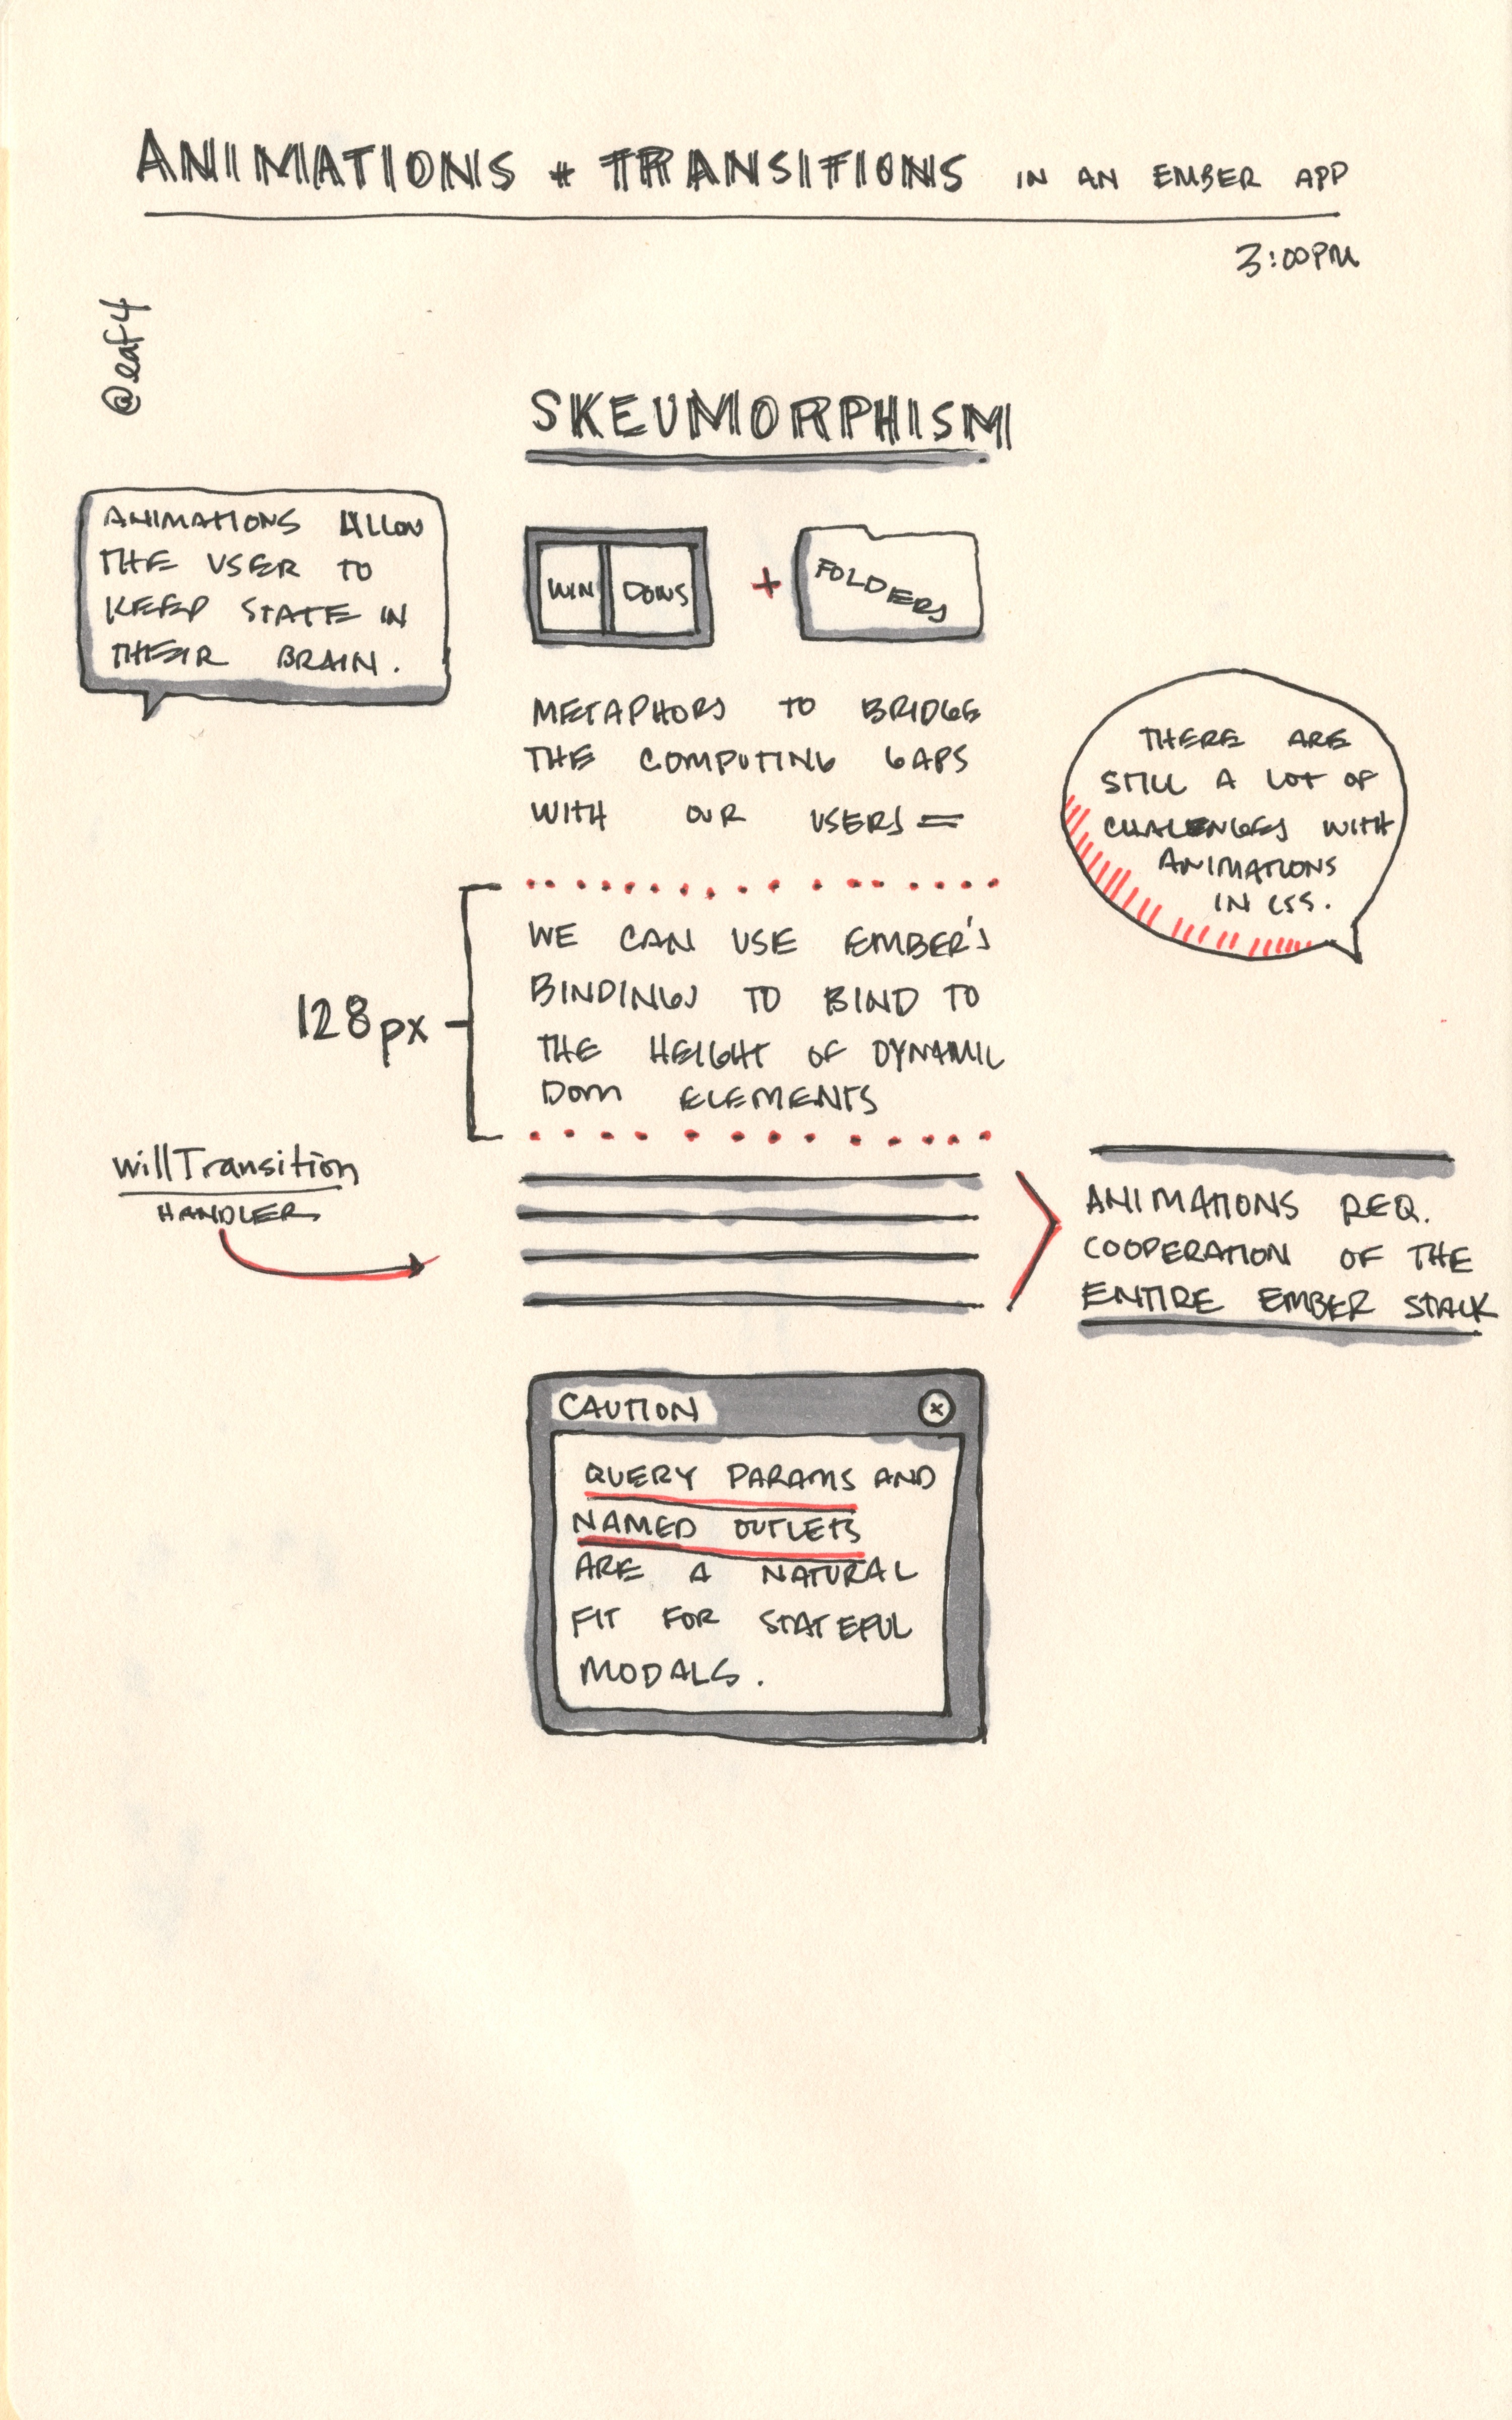 ANIMATIONS + TRANSITIONS IN AN EMBER APP
3:00PM
@eaf4
SKEUMORPHISM
ANIMATIONS ALLOW
THE USER TO
KEEP STATE IN
THEIR BRAIN.
WIN DOWS + FOLDERS
METAPHORS TO BRIDGE
THE COMPUTING GAPS
WITH OUR USERS =
THERE ARE
STILL A LOT OF
CHALENGES WITH
ANIMATIONS
IN CSS.
128px
WE CAN USE EMBER'S
BINDINGS TO BIND TO
THE HEIGHT OF DYNAMIC
DOM ELEMENTS
willTransition
HANDLER
ANIMATIONS REQ.
COOPERATION OF THE
ENTIRE EMBER STACK
CAUTION
QUERY PARAMS AND
NAMED OUTLETS
ARE A NATURAL
FIT FOR STATEFUL
MODALS.